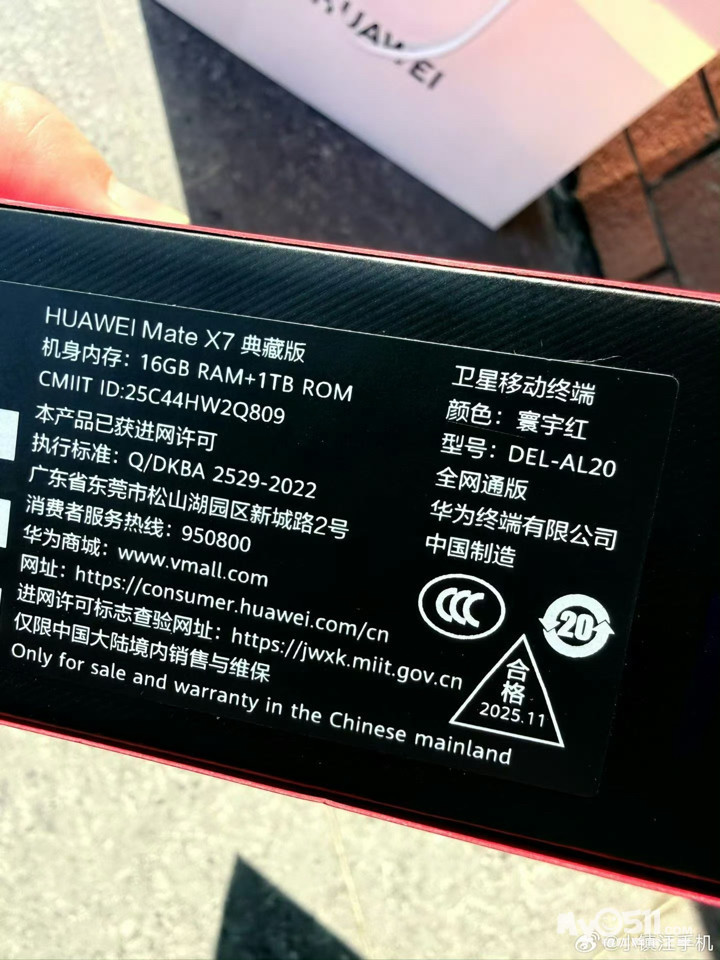 HUAWEI
HUAWEI Mate X7 典藏版
机身内存：16GB RAM+1TB ROM
CMIIT ID:25C44HW2Q809
本产品已获进网许可
执行标准：Q/DKBA 2529-2022
广东省东莞市松山湖园区新城路2号
消费者服务热线：950800
华为商城：www.vmall.com
网址：https://consumer.huawei.com/cn
进网许可标志查验网址：https://jwxk.miit.gov.cn
仅限中国大陆境内销售与维保
Only for sale and warranty in the Chinese mainland
卫星移动终端
颜色：寰宇红
型号：DEL-AL20
全网通版
华为终端有限公司
中国制造
CCC
20
合格
2025.11
my0511.com
@小镇江手机